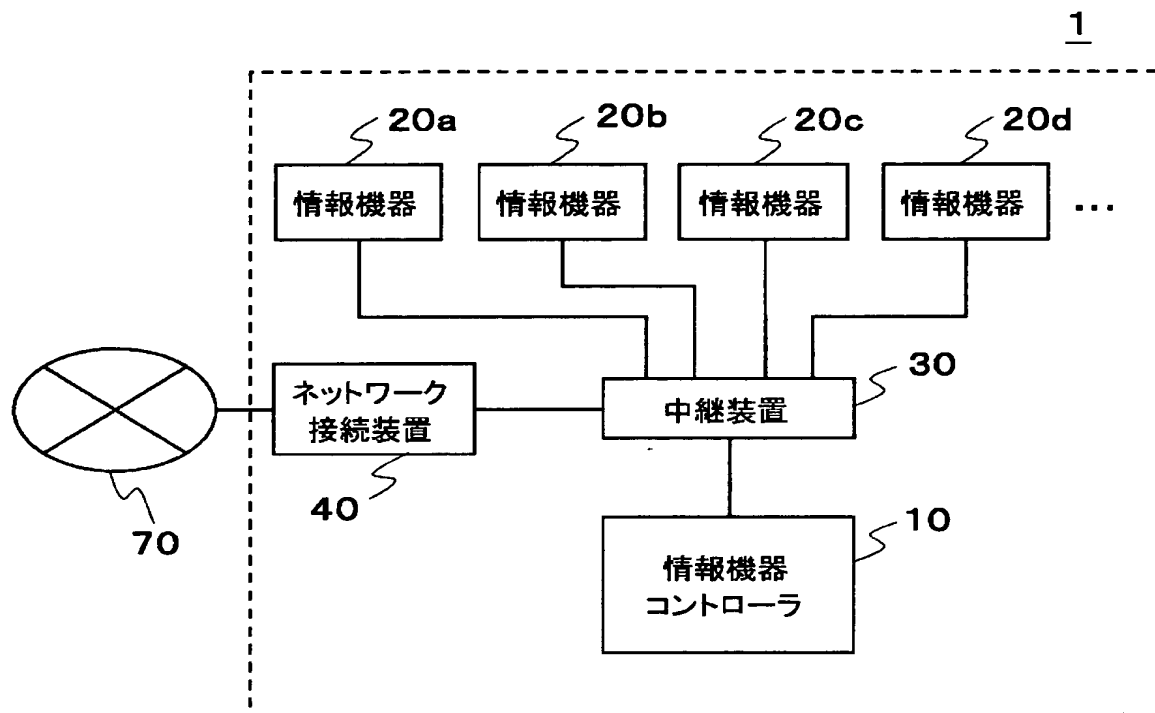 1
20a
20b
20c
20d
情報機器
情報機器
情報機器
情報機器
...
ネットワーク
接続装置
30
中継装置
40
70
10
情報機器
コントローラ